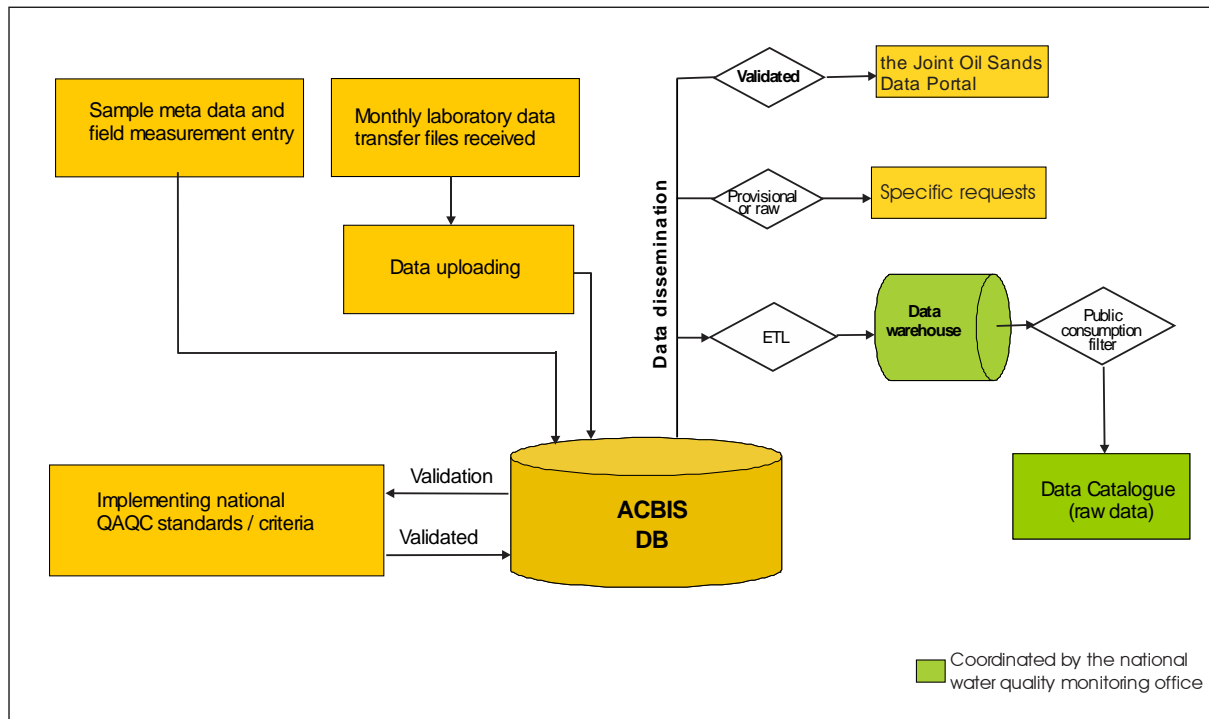 Sample meta data and
field measurement entry
Monthly laboratory data
transfer files received
Data uploading
Implementing national
QAQC standards / criteria
Validation
Validated
ACBIS
DB
Data dissemination
Validated
the Joint Oil Sands
Data Portal
Provisional
or raw
Specific requests
ETL
Data
warehouse
Public
consumption
filter
Data Catalogue
(raw data)
Coordinated by the national
water quality monitoring office